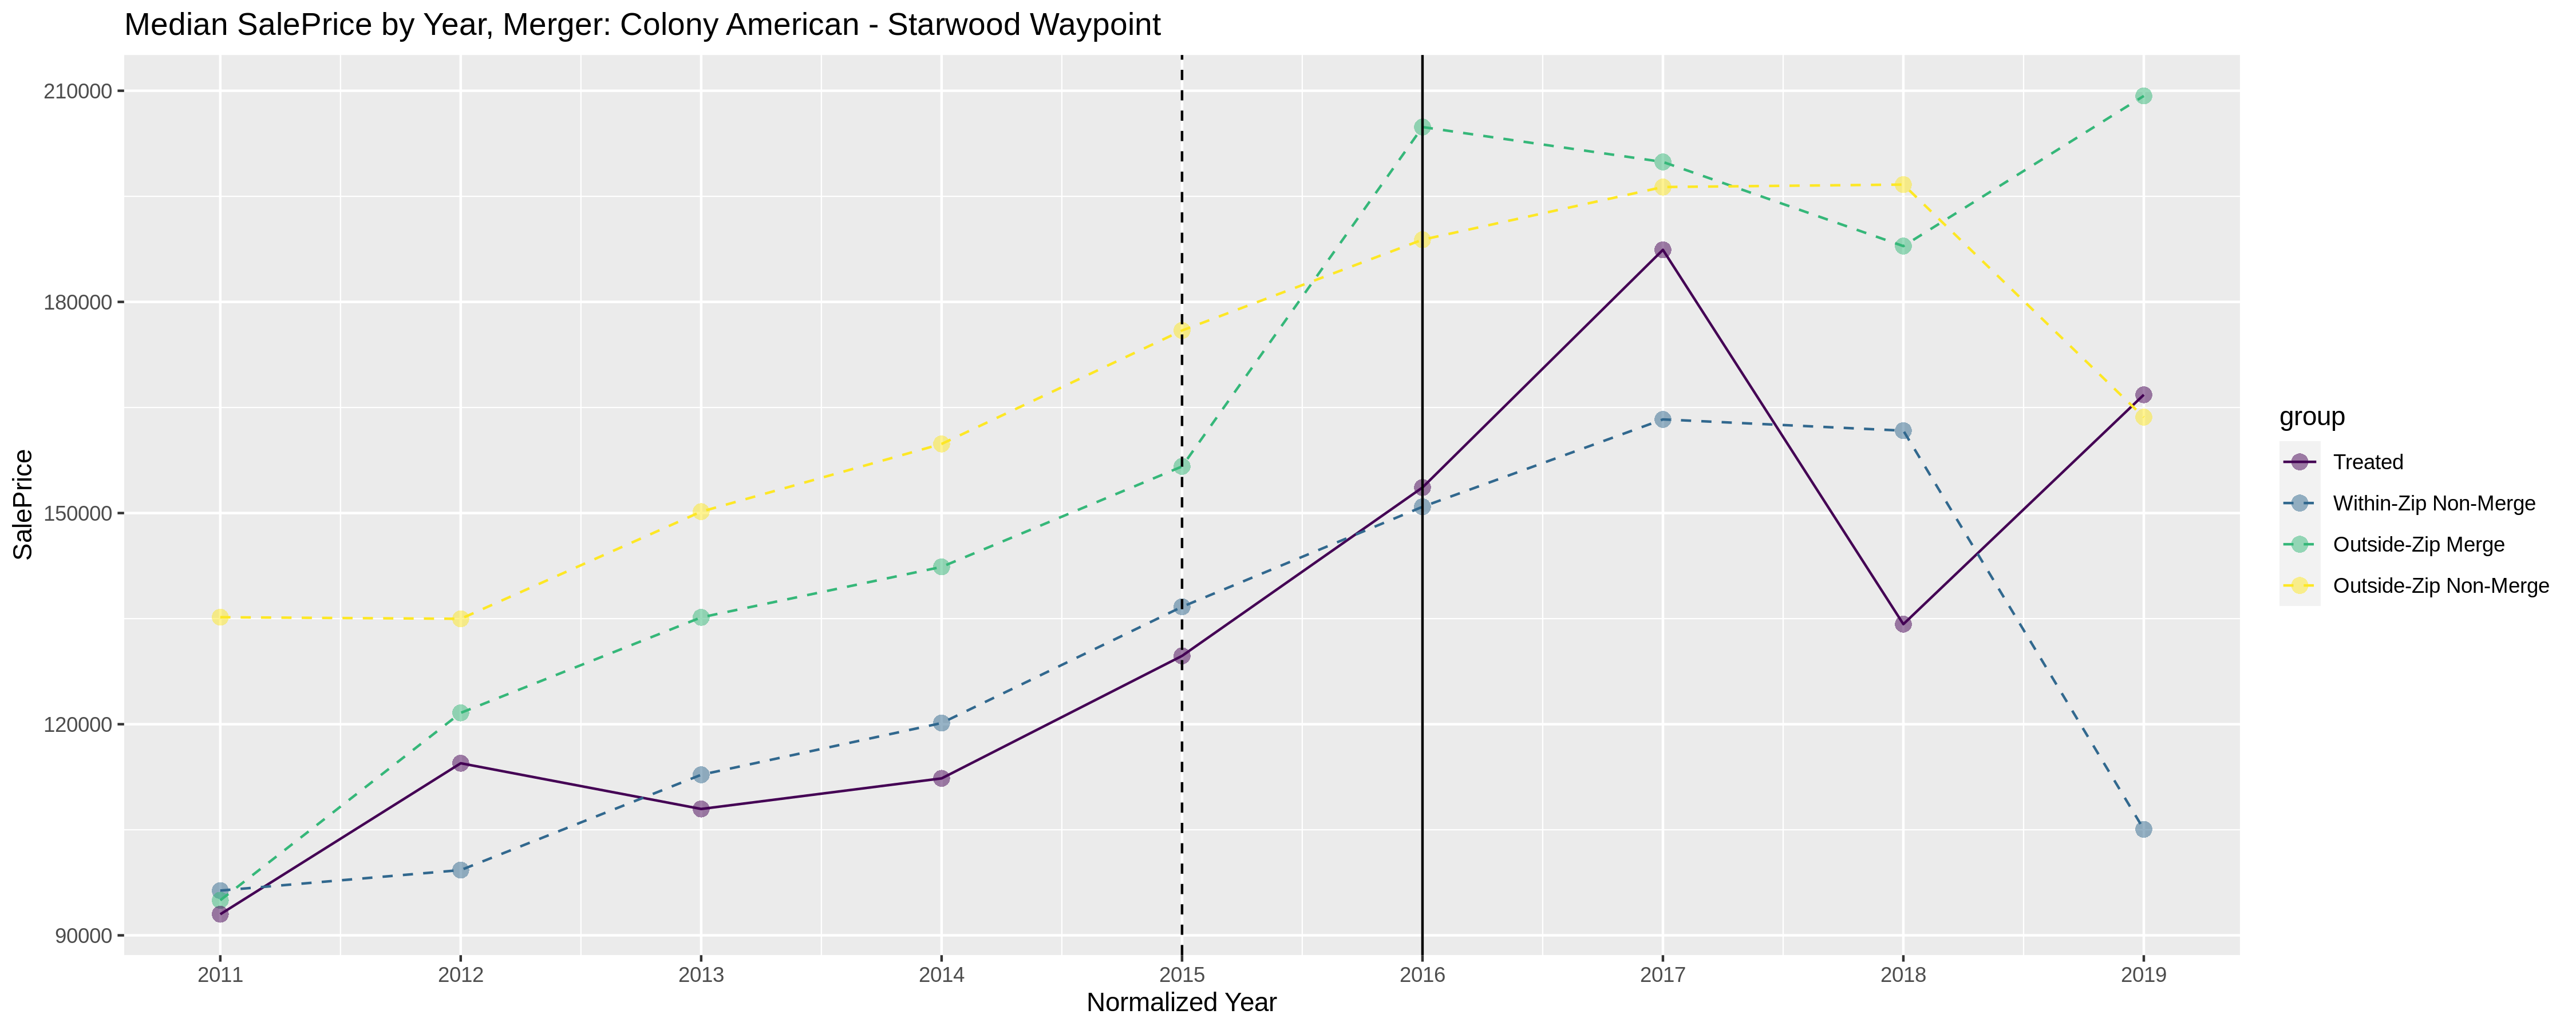 Median SalePrice by Year, Merger: Colony American - Starwood Waypoint
210000
180000
150000
120000
90000
SalePrice
2011 2012 2013 2014 2015 2016 2017 2018 2019
Normalized Year
group
Treated
Within-Zip Non-Merge
Outside-Zip Merge
Outside-Zip Non-Merge